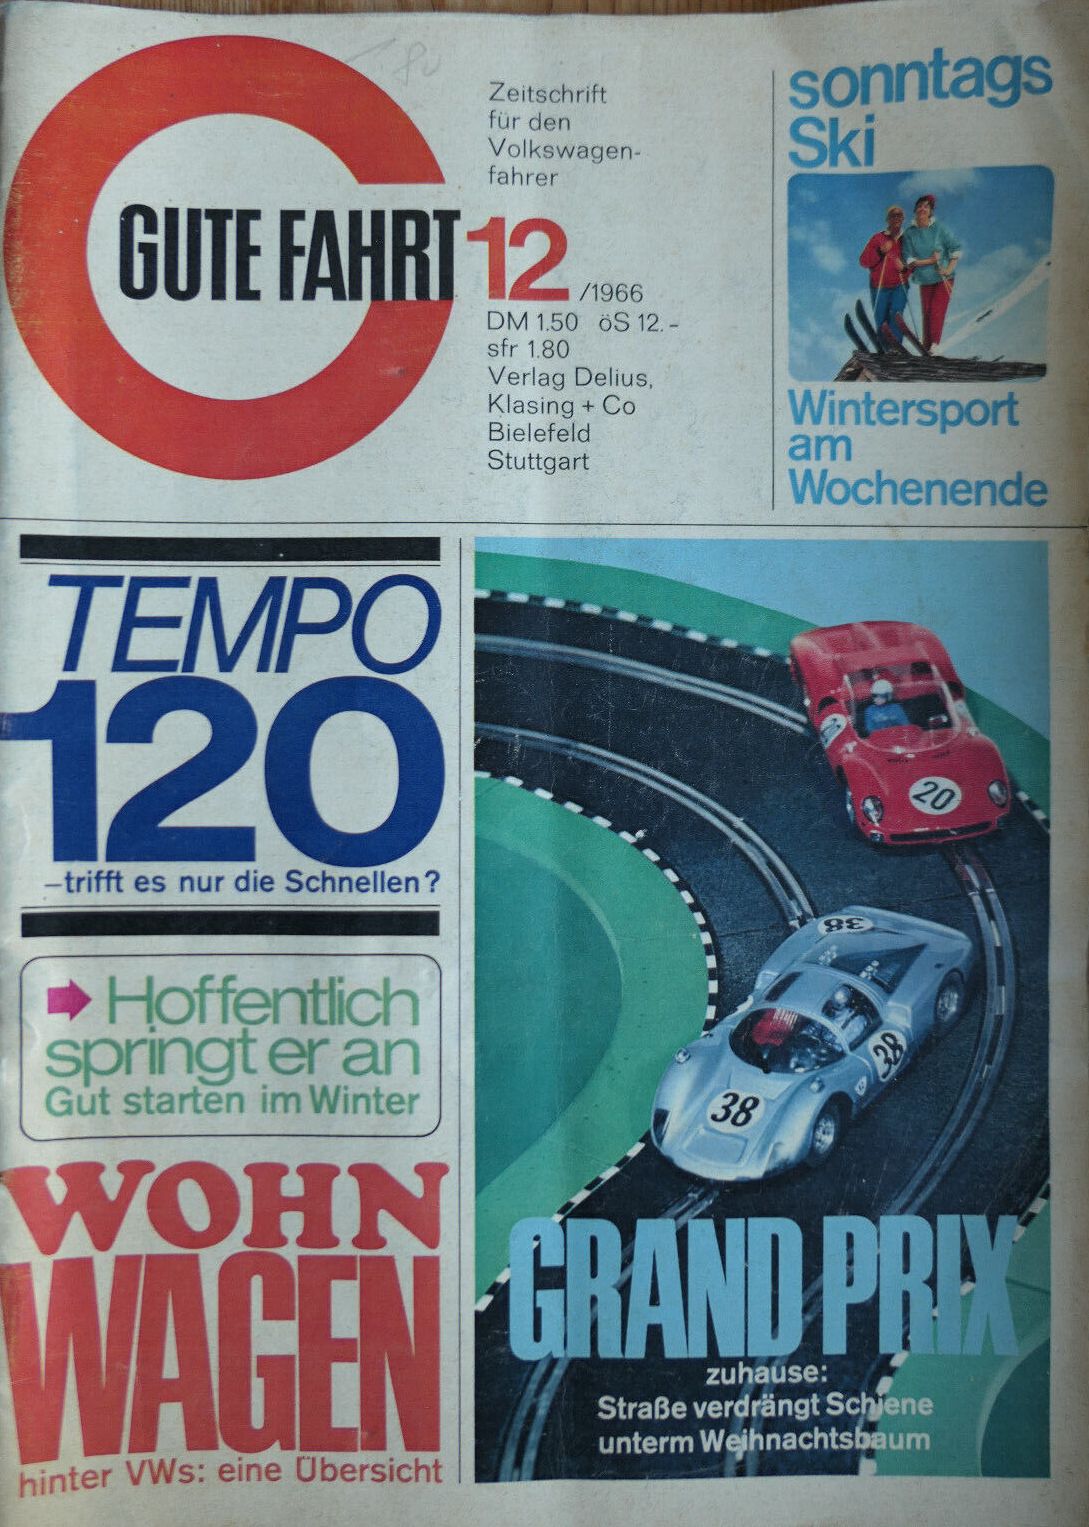 GUTE FAHRT
Zeitschrift
für den
Volkswagen-
fahrer
12 /1966
DM 1.50 öS 12.-
sfr 1.80
Verlag Delius,
Klasing + Co
Bielefeld
Stuttgart
sonntags
Ski
Wintersport
am
Wochenende
TEMPO
120
–trifft es nur die Schnellen?
Hoffentlich
springt er an
Gut starten im Winter
WOHN
WAGEN
hinter VWs: eine Übersicht
20
38
38
38
GRAND PRIX
zuhause:
Straße verdrängt Schiene
unterm Weihnachtsbaum